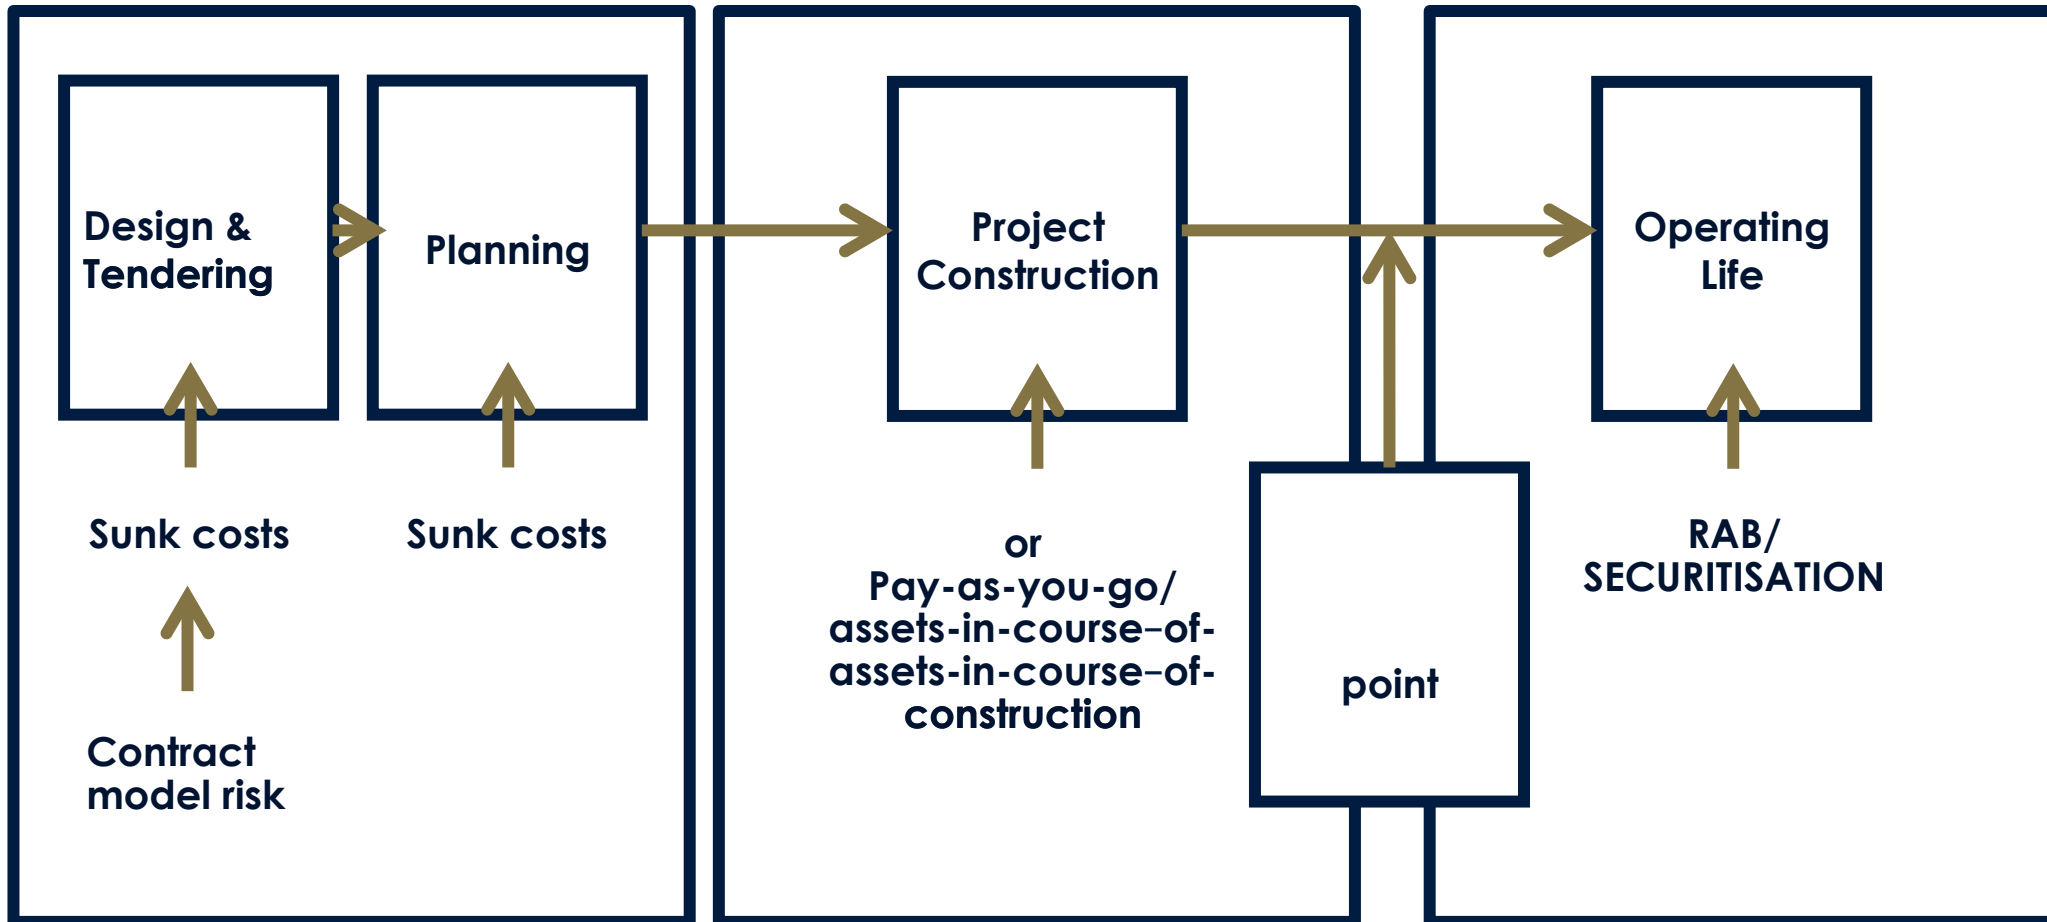 Design &
Tendering
Planning
Project
Construction
Operating
Life
Sunk costs
Sunk costs
or
Pay-as-you-go/
assets-in-course-of-
assets-in-course-of-
construction
point
RAB/
SECURITISATION
Contract
model risk